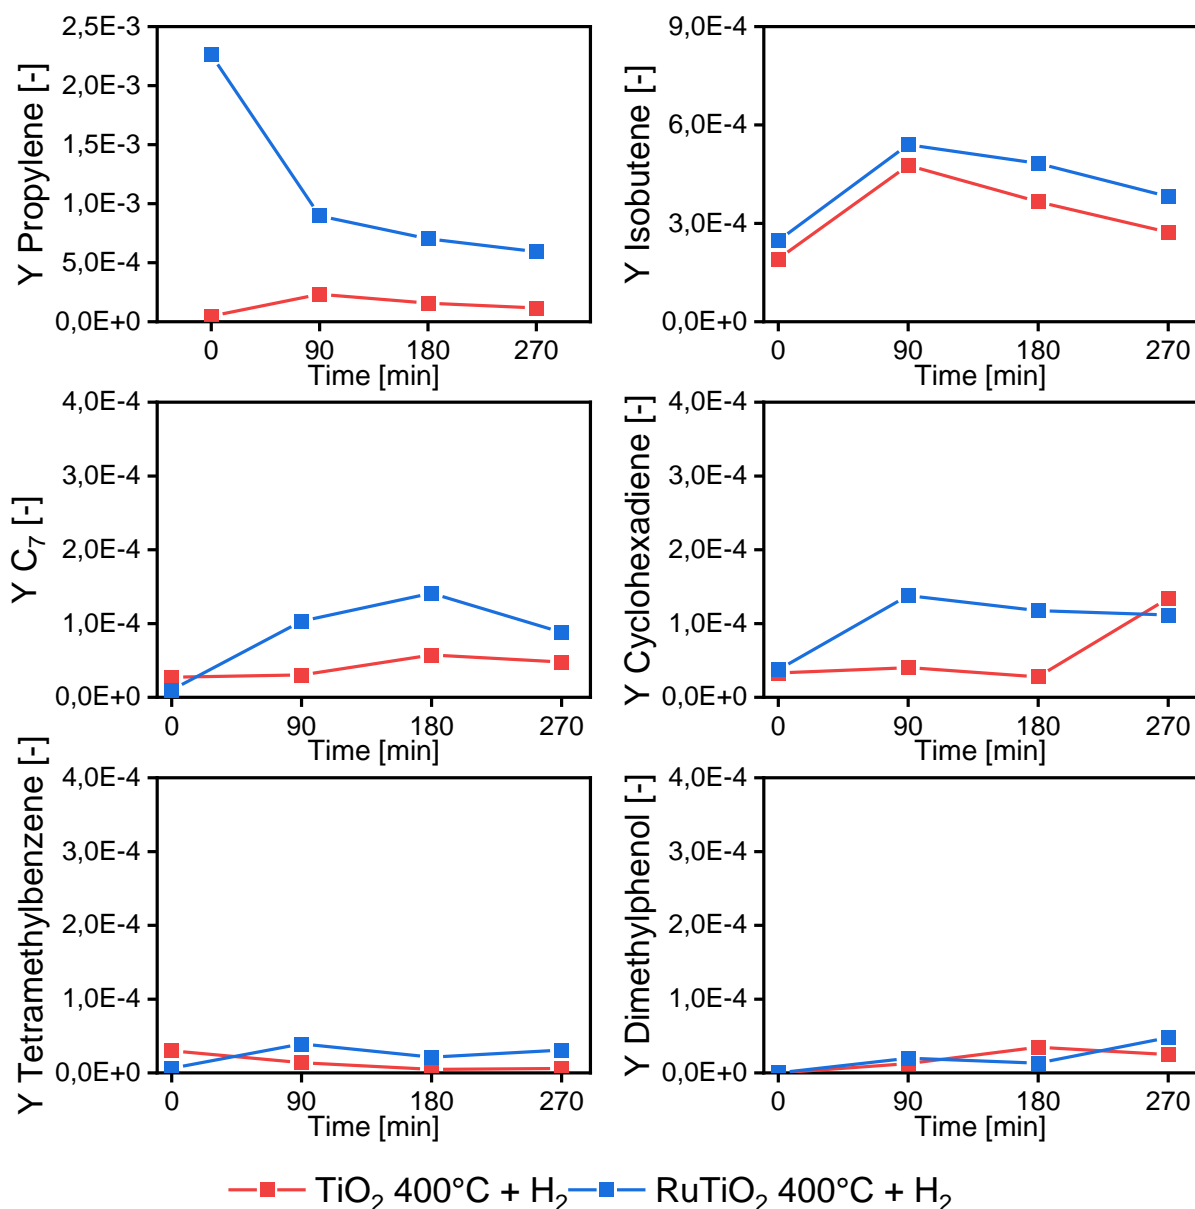 Y Propylene [-]
2,5E-3
2,0E-3
1,5E-3
1,0E-3
5,0E-4
0,0E+0
0 90 180 270
Time [min]
Y Isobutene [-]
9,0E-4
6,0E-4
3,0E-4
0,0E+0
0 90 180 270
Time [min]
Y C₇ [-]
4,0E-4
3,0E-4
2,0E-4
1,0E-4
0,0E+0
0 90 180 270
Time [min]
Y Cyclohexadiene [-]
4,0E-4
3,0E-4
2,0E-4
1,0E-4
0,0E+0
0 90 180 270
Time [min]
Y Tetramethylbenzene [-]
4,0E-4
3,0E-4
2,0E-4
1,0E-4
0,0E+0
0 90 180 270
Time [min]
Y Dimethylphenol [-]
4,0E-4
3,0E-4
2,0E-4
1,0E-4
0,0E+0
0 90 180 270
Time [min]
TiO₂ 400°C + H₂ RuTiO₂ 400°C + H₂